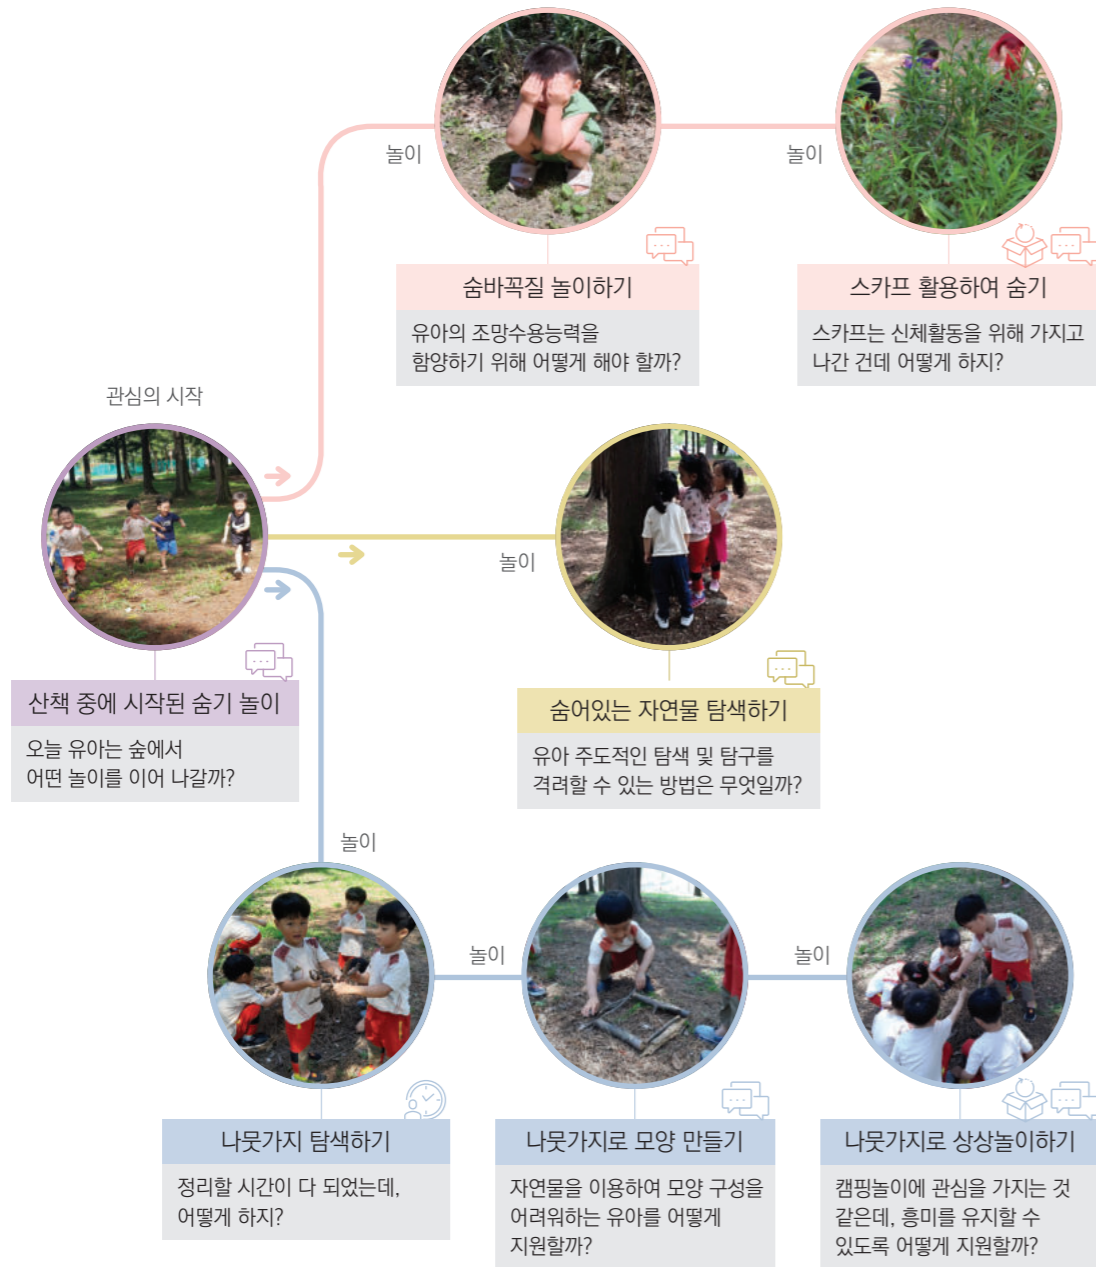 놀이
놀이
숨바꼭질 놀이하기
유아의 조망수용능력을
함양하기 위해 어떻게 해야 할까?
스카프 활용하여 숨기
스카프는 신체활동을 위해 가지고
나간 건데 어떻게 하지?
관심의 시작
산책 중에 시작된 숨기 놀이
오늘 유아는 숲에서
어떤 놀이를 이어 나갈까?
놀이
숨어있는 자연물 탐색하기
유아 주도적인 탐색 및 탐구를
격려할 수 있는 방법은 무엇일까?
놀이
나뭇가지 탐색하기
정리할 시간이 다 되었는데,
어떻게 하지?
놀이
나뭇가지로 모양 만들기
자연물을 이용하여 모양 구성을
어려워하는 유아를 어떻게
지원할까?
놀이
나뭇가지로 상상놀이하기
캠핑놀이에 관심을 가지는 것
같은데, 흥미를 유지할 수
있도록 어떻게 지원할까?